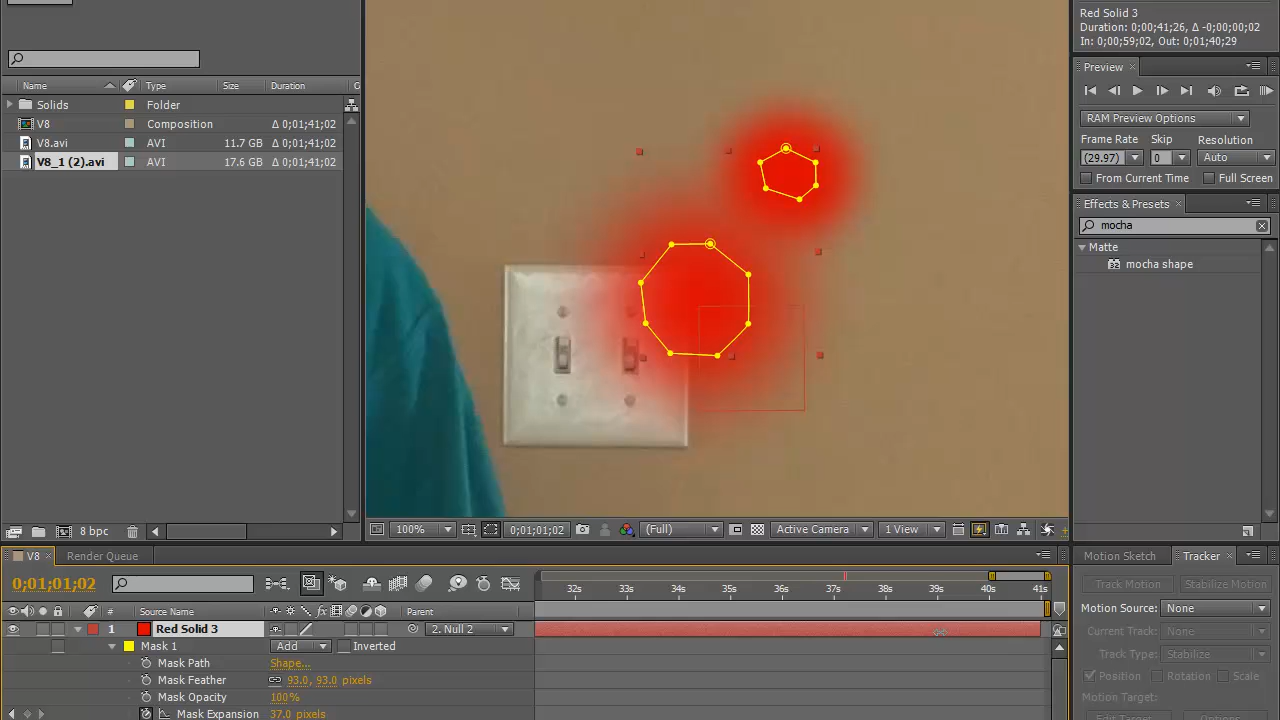 Red Solid 3
Duration: 0;00;41;26, Δ -0;00;00;02
In: 0;00;59;02, Out: 0;01;40;29
Preview
RAM Preview Options
Frame Rate Skip Resolution
(29.97) 0 Auto
From Current Time Full Screen
Effects & Presets
mocha
Matte
32 mocha shape
Name Type Size Duration
Solids Folder
V8 Composition Δ 0;01;41;02
V8.avi AVI 11.7 GB Δ 0;01;41;02
V8_1 (2).avi AVI 17.6 GB Δ 0;01;41;02
8 bpc
100% 0;01;01;02 (Full) Active Camera 1 View
V8 Render Queue
0;01;01;02
32s 33s 34s 35s 36s 37s 38s 39s 40s 41s
# Source Name Parent
1 Red Solid 3 2. Null 2
Mask 1 Add Inverted
Mask Path Shape...
Mask Feather 93.0, 93.0 pixels
Mask Opacity 100%
Mask Expansion 37.0 pixels
Motion Sketch Tracker
Track Motion Stabilize Motion
Motion Source: None
Current Track: None
Track Type: Stabilize
Position Rotation Scale
Motion Target:
Edit Target... Options...